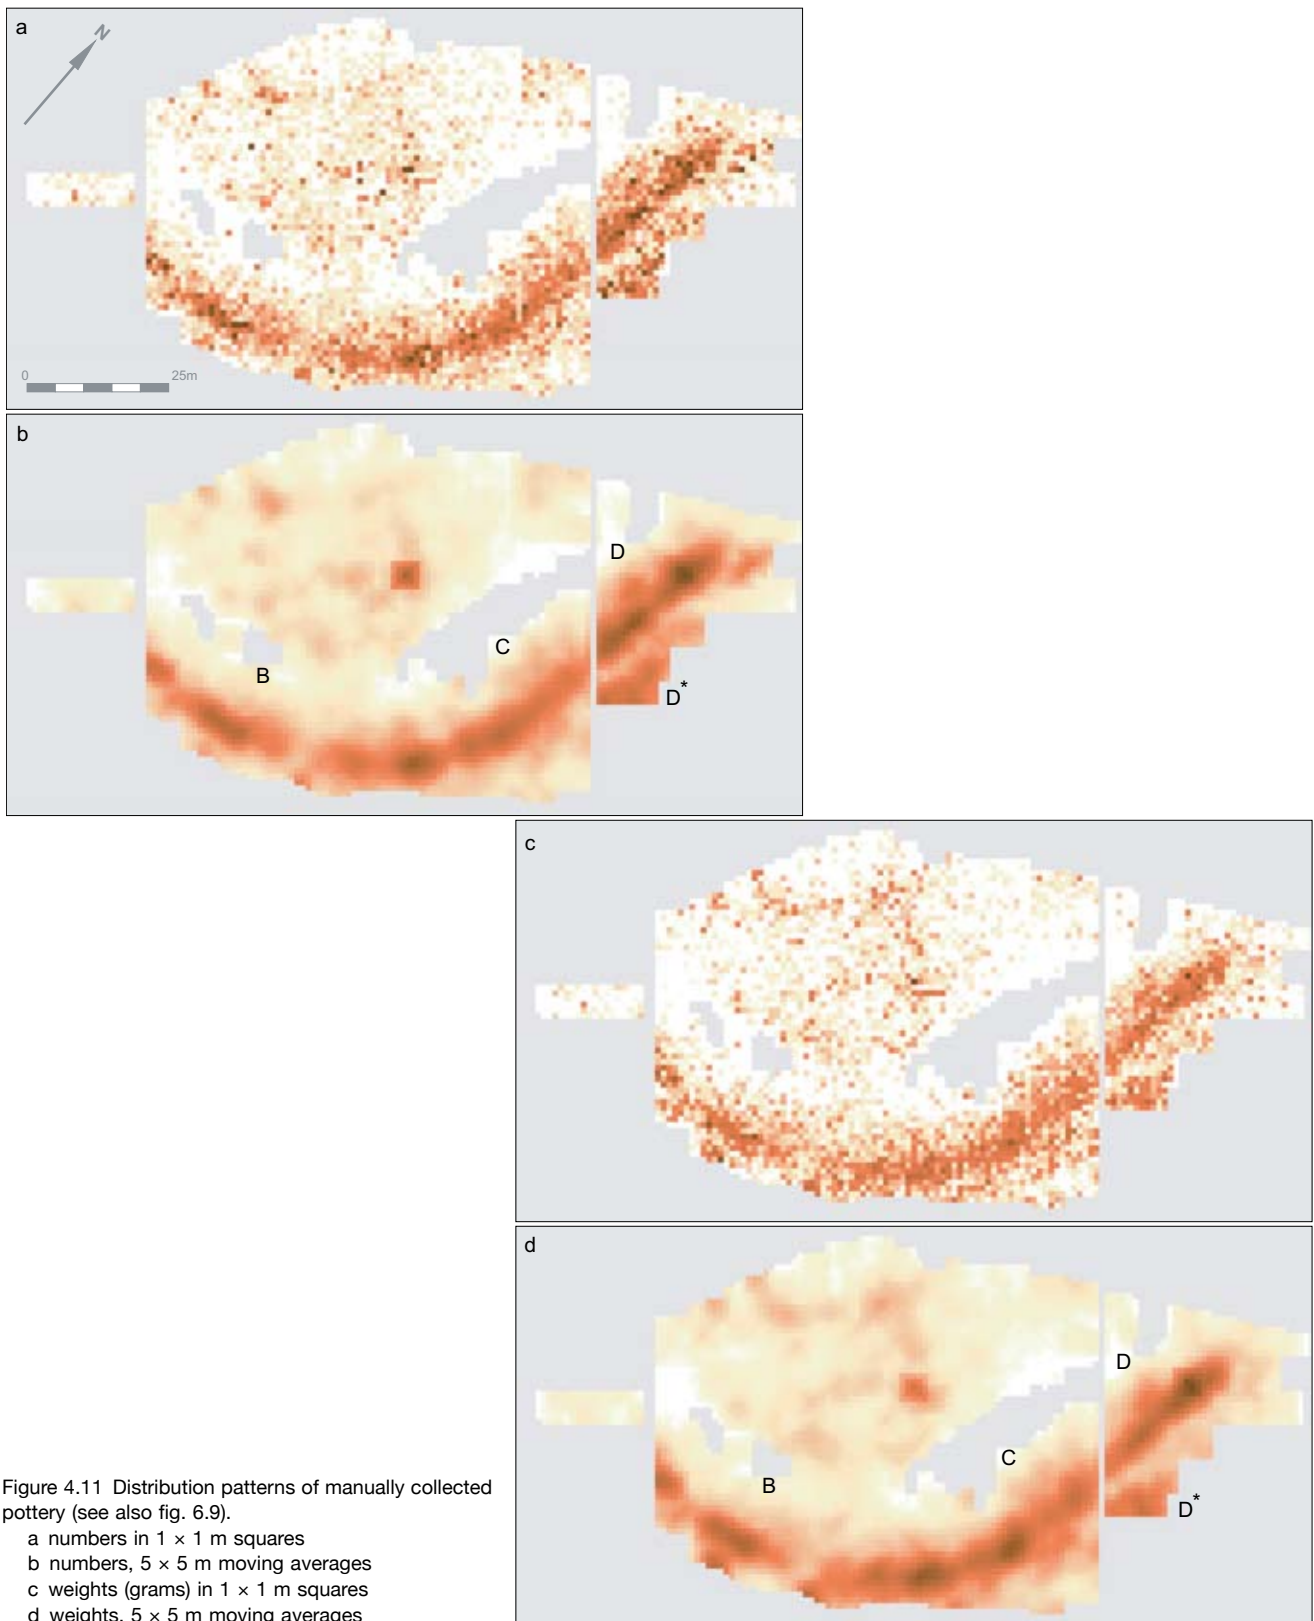 a
N
0 25m
b
D
C
B
D*
c
d
D
C
B
D*
Figure 4.11 Distribution patterns of manually collected
pottery (see also fig. 6.9).
a numbers in 1 × 1 m squares
b numbers, 5 × 5 m moving averages
c weights (grams) in 1 × 1 m squares
d weights, 5 × 5 m moving averages